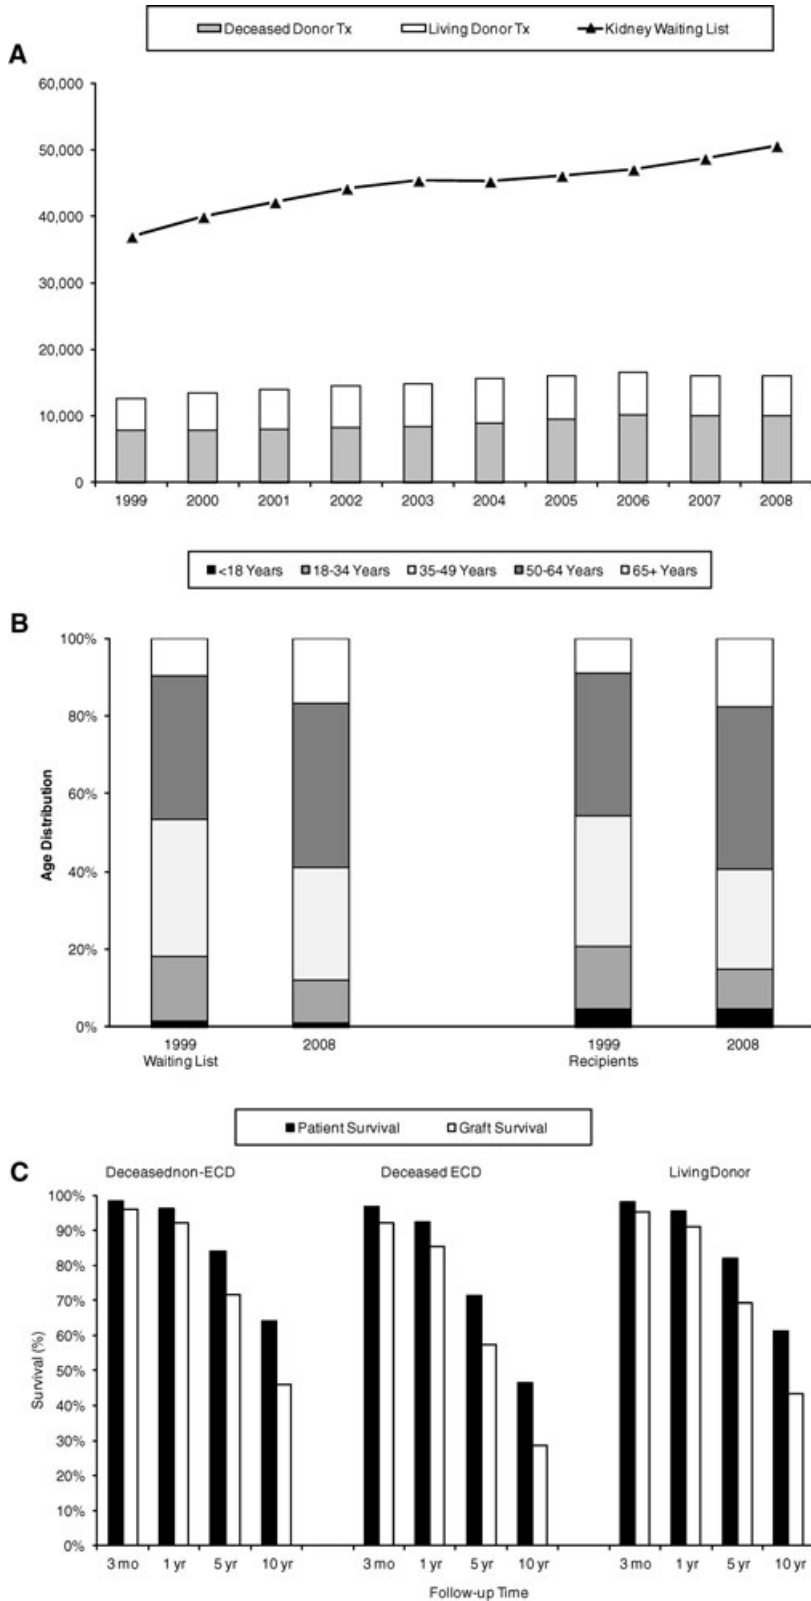 Deceased Donor Tx Living Donor Tx Kidney Waiting List
A
60,000
50,000
40,000
30,000
20,000
10,000
0
1999 2000 2001 2002 2003 2004 2005 2006 2007 2008
<18 Years 18-34 Years 35-49 Years 50-64 Years 65+ Years
B
100%
80%
60%
40%
20%
0%
Age Distribution
1999 2008 1999 2008
Waiting List Recipients
Patient Survival Graft Survival
C
Deceasednon-ECD Deceased ECD LivingDonor
100%
90%
80%
70%
60%
50%
40%
30%
20%
10%
0%
Survival (%)
3 mo 1 yr 5 yr 10 yr 3 mo 1 yr 5 yr 10 yr 3 mo 1 yr 5 yr 10 yr
Follow-up Time